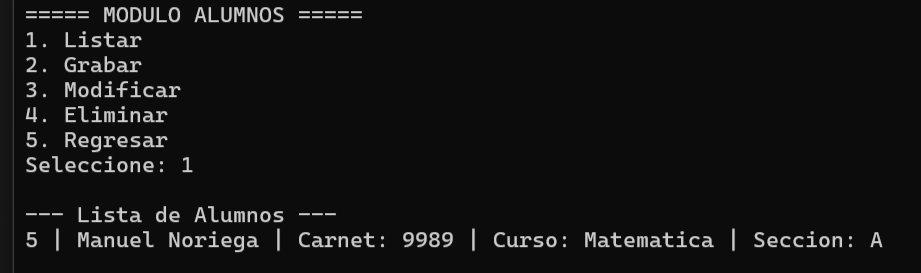 ===== MODULO ALUMNOS =====
1. Listar
2. Grabar
3. Modificar
4. Eliminar
5. Regresar
Seleccione: 1
--- Lista de Alumnos ---
5 | Manuel Noriega | Carnet: 9989 | Curso: Matematica | Seccion: A